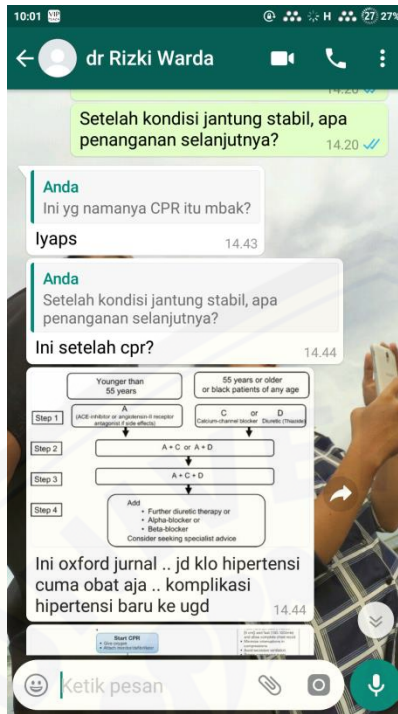 10:01
H
27
27%
dr Rizki Warda
Setelah kondisi jantung stabil, apa
penanganan selanjutnya?
14.20
Anda
Ini yg namanya CPR itu mbak?
Iyaps
14.43
Anda
Setelah kondisi jantung stabil, apa
penanganan selanjutnya?
Ini setelah cpr?
14.44
Younger than
55 years
55 years or older
or black patients of any age
Step 1
A
(ACE-inhibitor or angiotensin-II receptor
antagonist if side effects)
C or D
Calcium-channel blocker Diuretic (Thiazide)
Step 2
A + C or A + D
Step 3
A + C + D
Step 4
Add
• Further diuretic therapy or
• Alpha-blocker or
• Beta-blocker
Consider seeking specialist advice
Ini oxford jurnal .. jd klo hipertensi
cuma obat aja .. komplikasi
hipertensi baru ke ugd
14.44
Start CPR
Ketik pesan